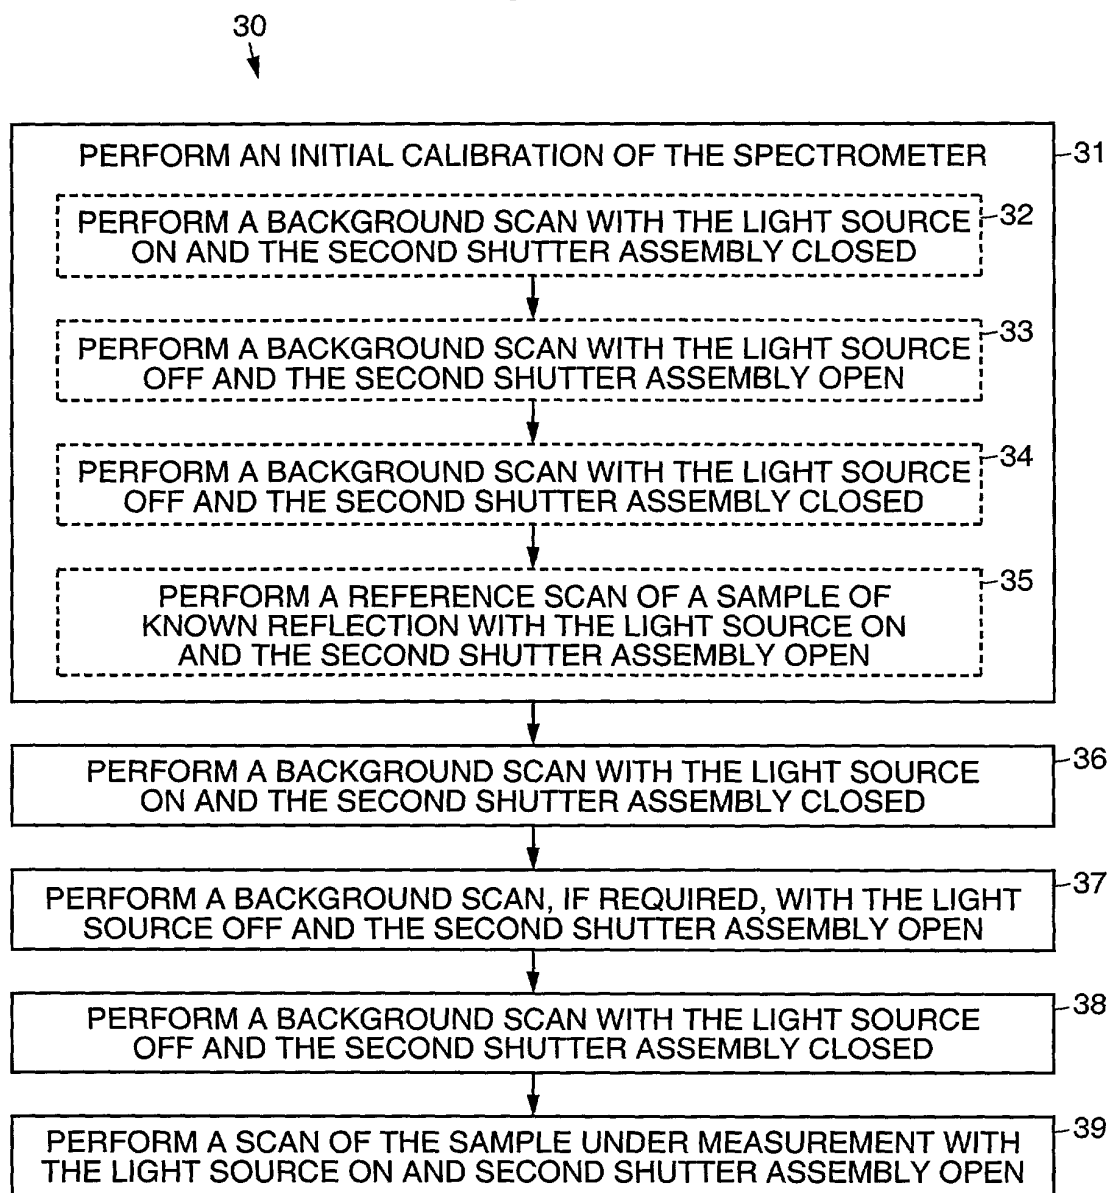 30
PERFORM AN INITIAL CALIBRATION OF THE SPECTROMETER
31
PERFORM A BACKGROUND SCAN WITH THE LIGHT SOURCE
ON AND THE SECOND SHUTTER ASSEMBLY CLOSED
32
PERFORM A BACKGROUND SCAN WITH THE LIGHT SOURCE
OFF AND THE SECOND SHUTTER ASSEMBLY OPEN
33
PERFORM A BACKGROUND SCAN WITH THE LIGHT SOURCE
OFF AND THE SECOND SHUTTER ASSEMBLY CLOSED
34
PERFORM A REFERENCE SCAN OF A SAMPLE OF
KNOWN REFLECTION WITH THE LIGHT SOURCE ON
AND THE SECOND SHUTTER ASSEMBLY OPEN
35
PERFORM A BACKGROUND SCAN WITH THE LIGHT SOURCE
ON AND THE SECOND SHUTTER ASSEMBLY CLOSED
36
PERFORM A BACKGROUND SCAN, IF REQUIRED, WITH THE LIGHT
SOURCE OFF AND THE SECOND SHUTTER ASSEMBLY OPEN
37
PERFORM A BACKGROUND SCAN WITH THE LIGHT SOURCE
OFF AND THE SECOND SHUTTER ASSEMBLY CLOSED
38
PERFORM A SCAN OF THE SAMPLE UNDER MEASUREMENT WITH
THE LIGHT SOURCE ON AND SECOND SHUTTER ASSEMBLY OPEN
39